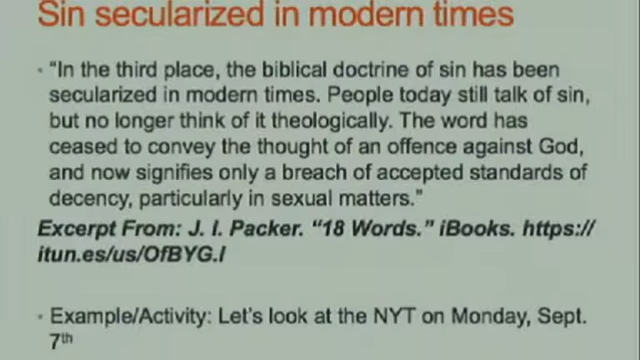 Sin secularized in modern times
• "In the third place, the biblical doctrine of sin has been
secularized in modern times. People today still talk of sin,
but no longer think of it theologically. The word has
ceased to convey the thought of an offence against God,
and now signifies only a breach of accepted standards of
decency, particularly in sexual matters."
Excerpt From: J. I. Packer. "18 Words." iBooks. https://
itun.es/us/OfBYG.l
• Example/Activity: Let's look at the NYT on Monday, Sept.
7th